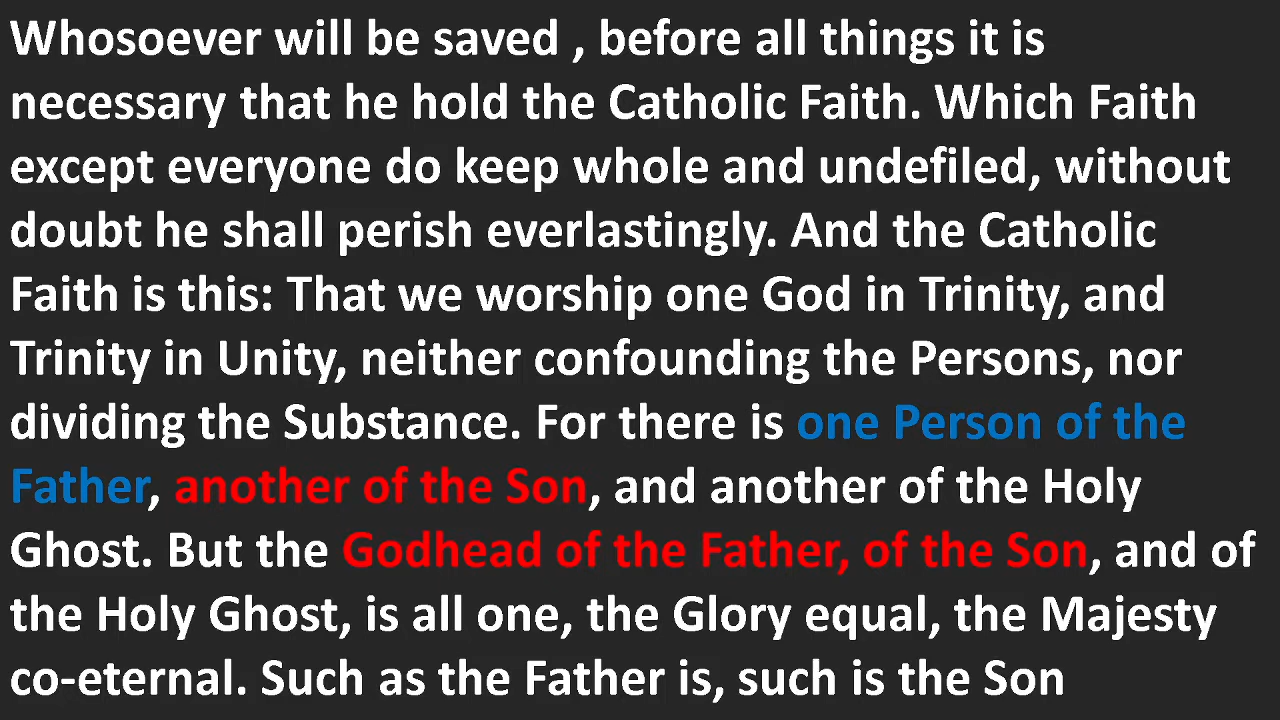 Whosoever will be saved , before all things it is
necessary that he hold the Catholic Faith. Which Faith
except everyone do keep whole and undefiled, without
doubt he shall perish everlastingly. And the Catholic
Faith is this: That we worship one God in Trinity, and
Trinity in Unity, neither confounding the Persons, nor
dividing the Substance. For there is one Person of the
Father, another of the Son, and another of the Holy
Ghost. But the Godhead of the Father, of the Son, and of
the Holy Ghost, is all one, the Glory equal, the Majesty
co-eternal. Such as the Father is, such is the Son